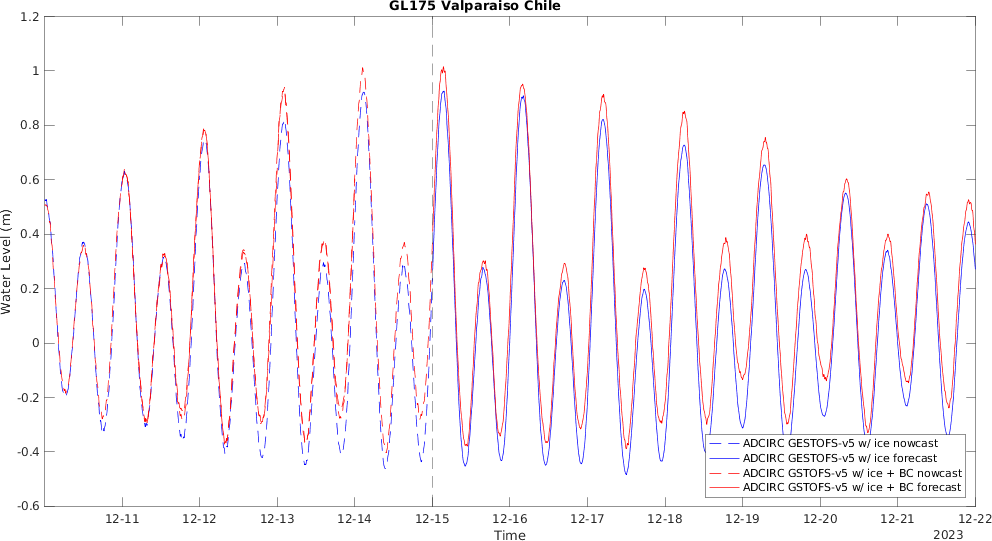 GL175 Valparaiso Chile
1.2
1
0.8
0.6
0.4
0.2
0
-0.2
-0.4
-0.6
Water Level (m)
ADCIRC GESTOFS-v5 w/ ice nowcast
ADCIRC GESTOFS-v5 w/ ice forecast
ADCIRC GSTOFS-v5 w/ ice + BC nowcast
ADCIRC GSTOFS-v5 w/ ice + BC forecast
12-11 12-12 12-13 12-14 12-15 12-16 12-17 12-18 12-19 12-20 12-21 12-22
Time
2023